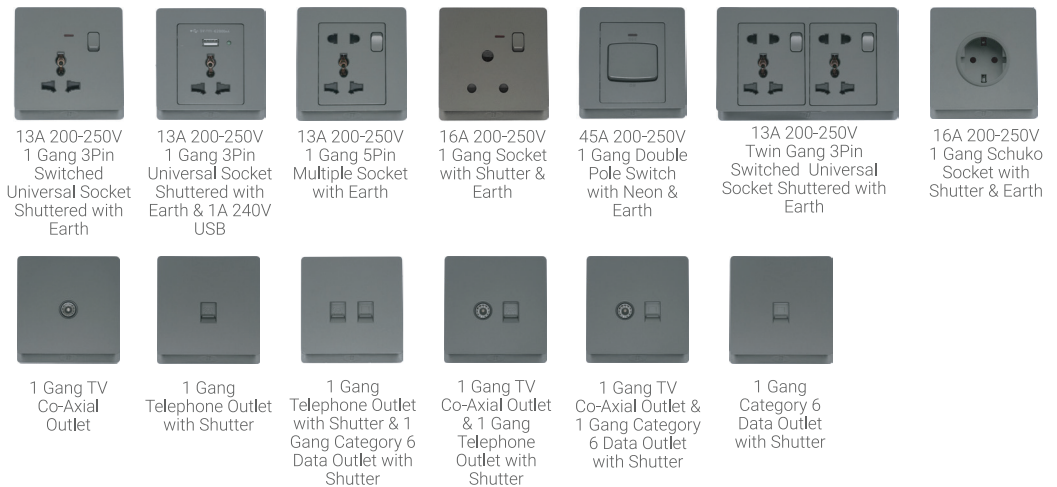 13A 200-250V
1 Gang 3Pin
Switched
Universal Socket
Shuttered with
Earth
13A 200-250V
1 Gang 3Pin
Universal Socket
Shuttered with
Earth & 1A 240V
USB
13A 200-250V
1 Gang 5Pin
Multiple Socket
with Earth
16A 200-250V
1 Gang Socket
with Shutter &
Earth
45A 200-250V
1 Gang Double
Pole Switch
with Neon &
Earth
13A 200-250V
Twin Gang 3Pin
Switched Universal
Socket Shuttered with
Earth
16A 200-250V
1 Gang Schuko
Socket with
Shutter & Earth
1 Gang TV
Co-Axial
Outlet
1 Gang
Telephone Outlet
with Shutter
1 Gang
Telephone Outlet
with Shutter & 1
Gang Category 6
Data Outlet with
Shutter
1 Gang TV
Co-Axial Outlet
& 1 Gang
Telephone
Outlet with
Shutter
1 Gang TV
Co-Axial Outlet &
1 Gang Category
6 Data Outlet
with Shutter
1 Gang
Category 6
Data Outlet
with Shutter